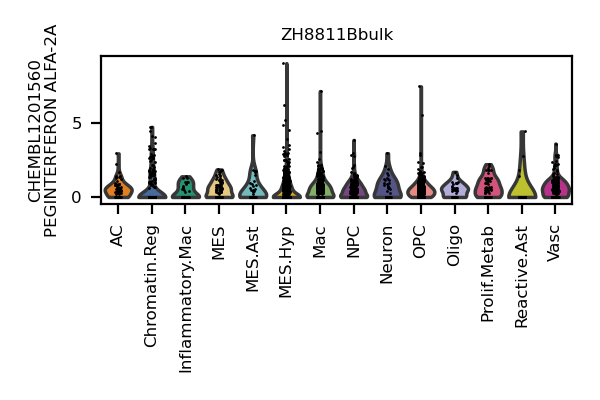 ZH8811Bbulk
CHEMBL1201560
PEGINTERFERON ALFA-2A
5
0
AC
Chromatin.Reg
Inflammatory.Mac
MES
MES.Ast
MES.Hyp
Mac
NPC
Neuron
OPC
Oligo
Prolif.Metab
Reactive.Ast
Vasc